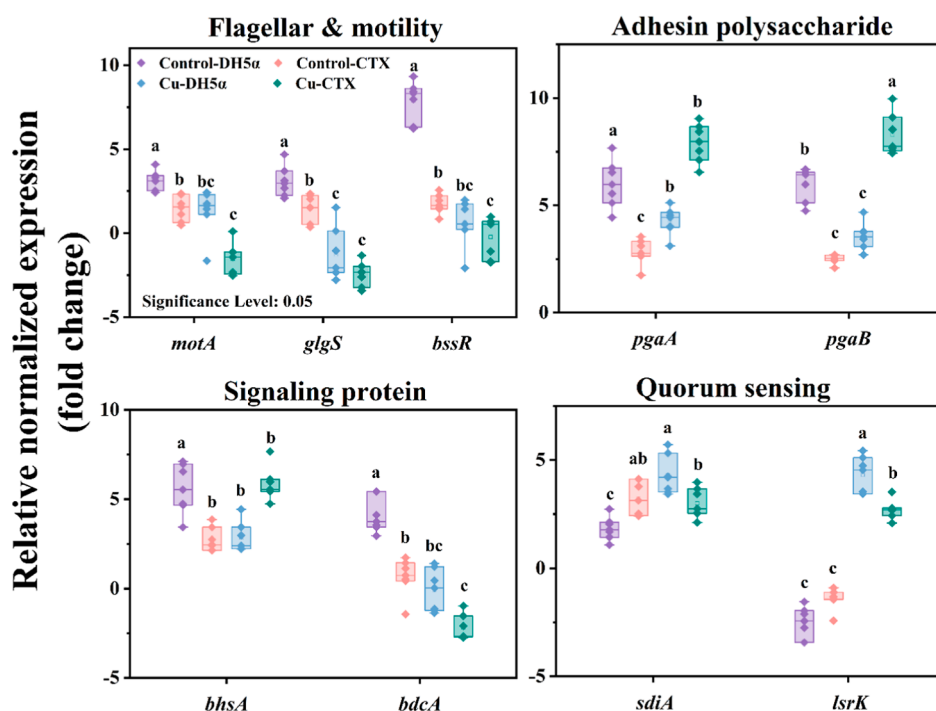 Relative normalized expression
(fold change)
Flagellar & motility
10
5
0
-5
Control-DH5α
Control-CTX
Cu-DH5α
Cu-CTX
a
b
bc
c
a
b
c
c
a
b
bc
c
Significance Level: 0.05
motA
glgS
bssR
Adhesin polysaccharide
10
5
0
a
c
b
b
b
c
c
a
pgaA
pgaB
Signaling protein
10
5
0
-5
a
b
b
b
a
b
bc
c
bhsA
bdcA
Quorum sensing
5
0
-5
c
ab
a
b
c
c
a
b
sdiA
lsrK